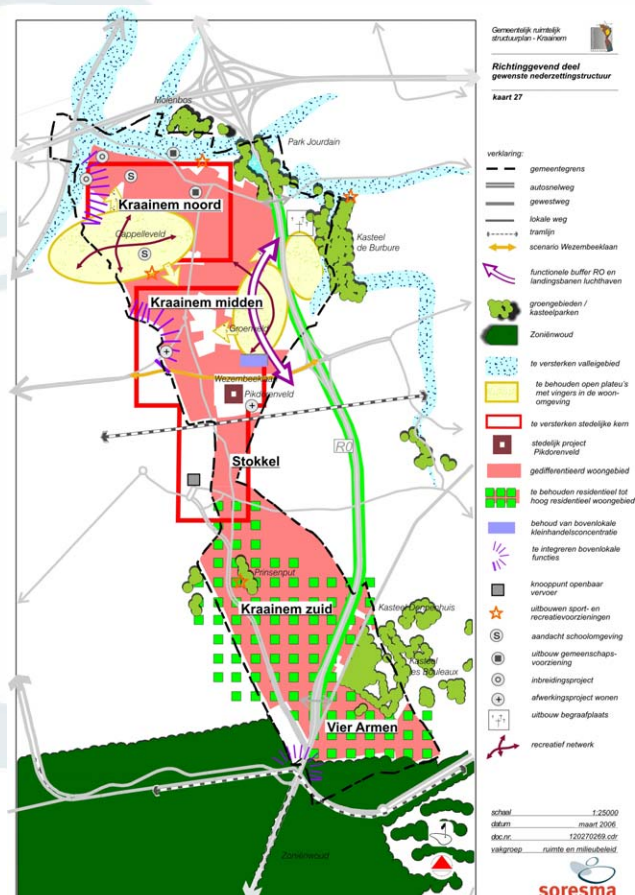 Gemeentelijk ruimtelijk
structuurplan - Kraainem
Richtinggevend deel
gewenste nederzettingstructuur
kaart 27
verklaring:
gemeentegrens
autosnelweg
gewestweg
lokale weg
tramlijn
scenario Wezembeeklaan
functionele buffer RO en
landingsbanen luchthaven
groengebieden /
kasteelparken
Zoniënwoud
te versterken valleigebied
te behouden open plateu's
met vingers in de woon-
omgeving
te versterken stedelijke kern
stedelijk project
Pikdorenveld
gedifferentieerd woongebied
te behouden residentieel tot
hoog residentieel woongebied
behoud van bovenlokale
kleinhandelsconcentratie
te integreren bovenlokale
functies
knooppunt openbaar
vervoer
uitbouwen sport- en
recreatievoorzieningen
S
aandacht schoolomgeving
uitbouw gemeenschaps-
voorziening
inbreidingsproject
afwerkingsproject wonen
uitbouw begraafplaats
recreatief netwerk
schaal 1:25000
datum maart 2006
doc.nr. 120270269.cdr
vakgroep ruimte en milieubeleid
soresma
Molenbos
Park Jourdain
S
Kraainem noord
Cappelleveld
S
Kasteel
de Burbure
Kraainem midden
Groenveld
Wezembeeklaan
Pikdorenveld
R0
Stokkel
Prinsenput
Kraainem zuid
Kasteel
es Bouleaux
Vier Armen
Zoniënwoud